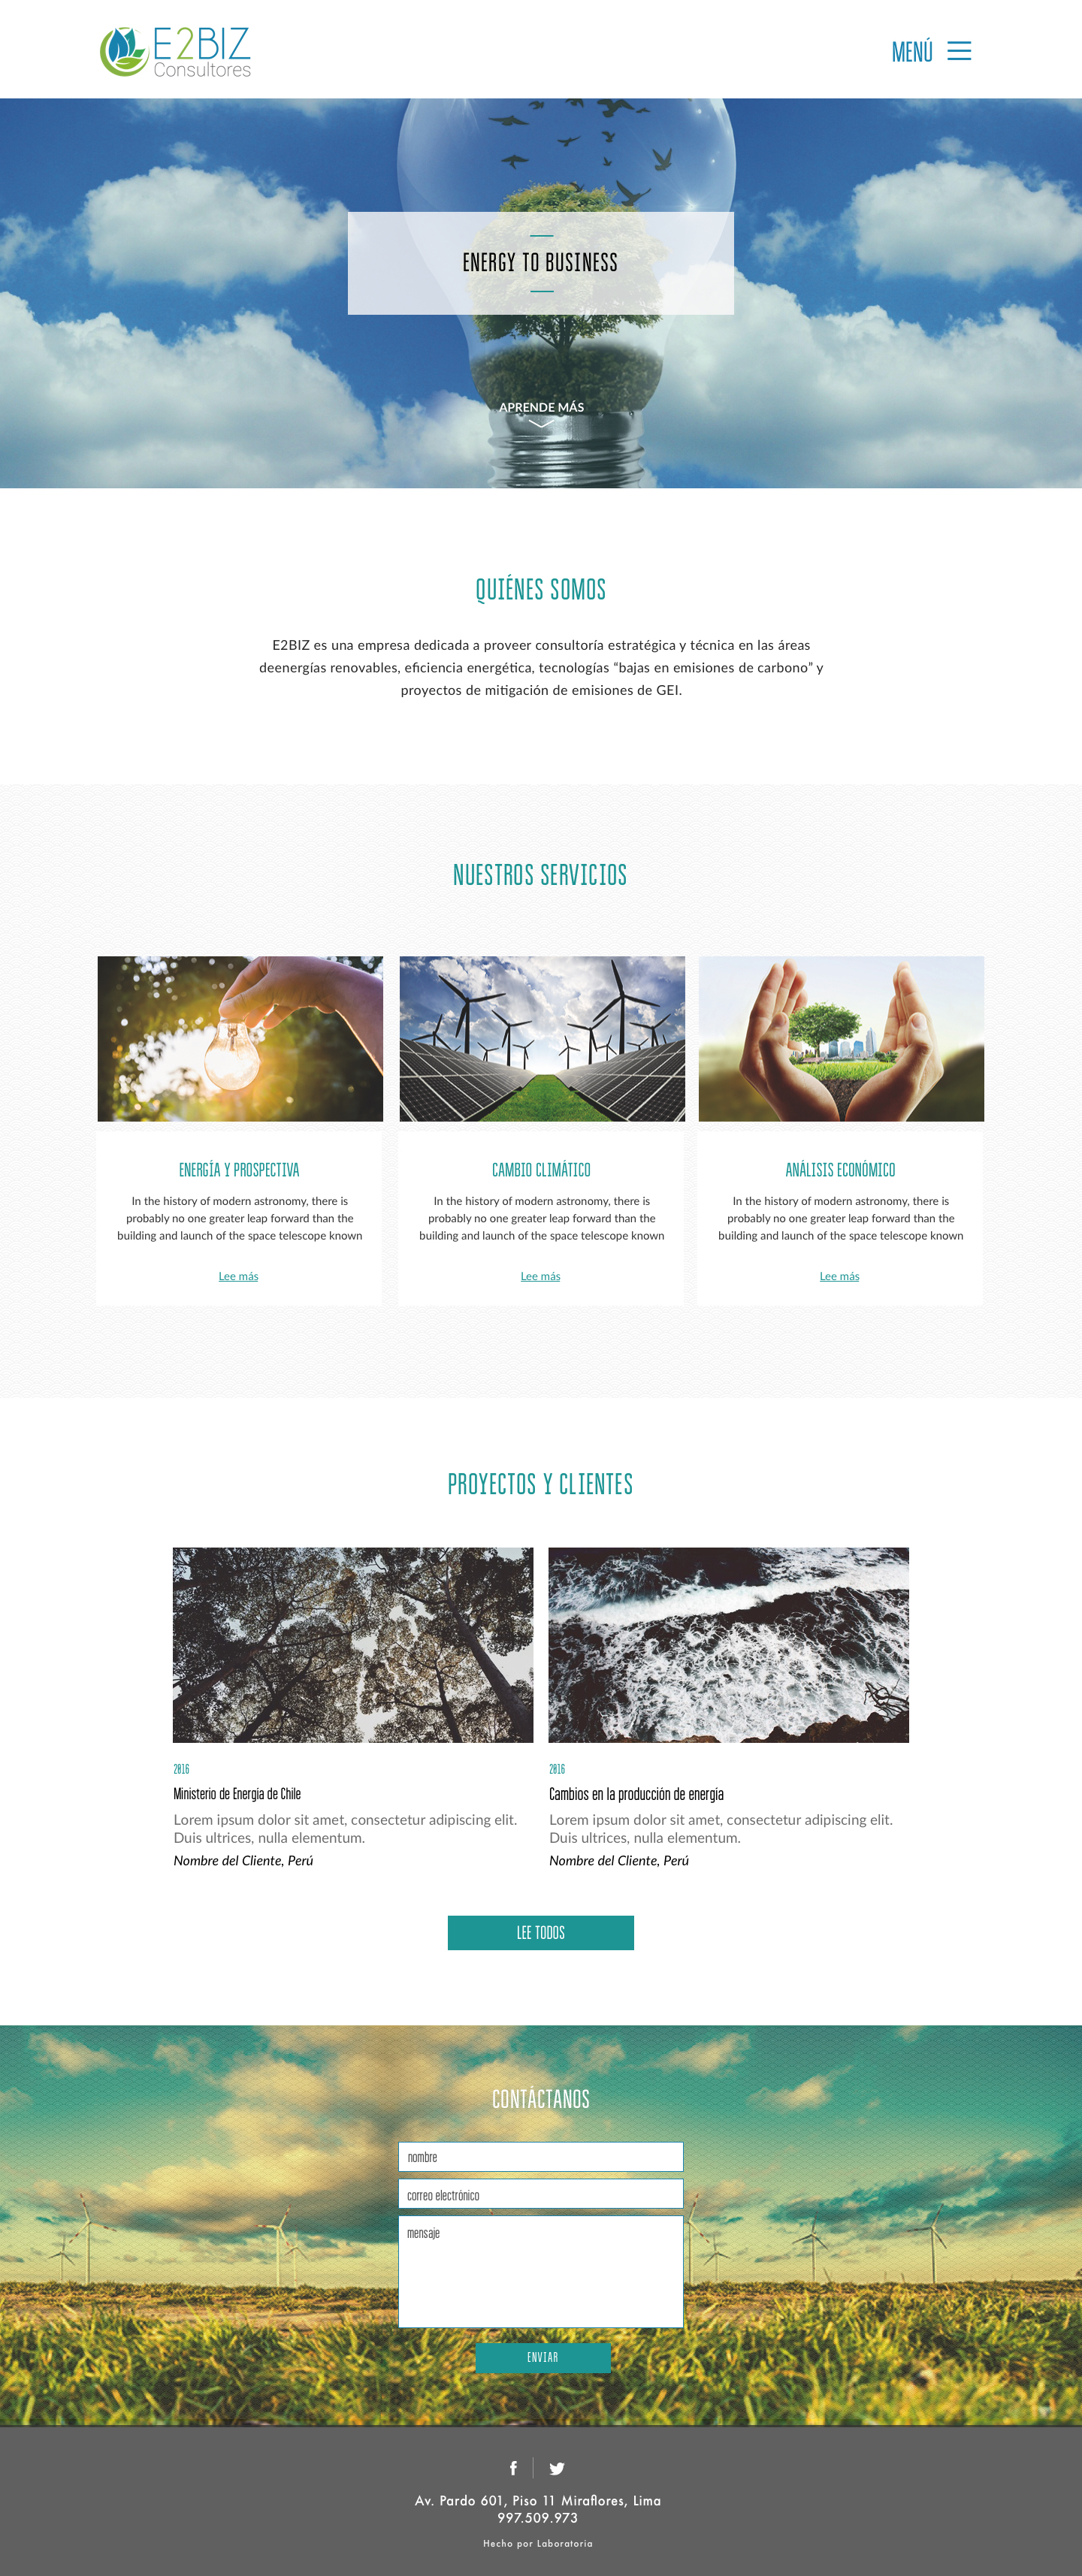 E2BIZ
Consultores
MENÚ
ENERGY TO BUSINESS
APRENDE MÁS
QUIÉNES SOMOS
E2BIZ es una empresa dedicada a proveer consultoría estratégica y técnica en las áreas
deenergías renovables, eficiencia energética, tecnologías “bajas en emisiones de carbono” y
proyectos de mitigación de emisiones de GEI.
NUESTROS SERVICIOS
ENERGÍA Y PROSPECTIVA
In the history of modern astronomy, there is
probably no one greater leap forward than the
building and launch of the space telescope known
Lee más
CAMBIO CLIMÁTICO
In the history of modern astronomy, there is
probably no one greater leap forward than the
building and launch of the space telescope known
Lee más
ANÁLISIS ECONÓMICO
In the history of modern astronomy, there is
probably no one greater leap forward than the
building and launch of the space telescope known
Lee más
PROYECTOS Y CLIENTES
2016
Ministerio de Energía de Chile
Lorem ipsum dolor sit amet, consectetur adipiscing elit.
Duis ultrices, nulla elementum.
Nombre del Cliente, Perú
2016
Cambios en la producción de energía
Lorem ipsum dolor sit amet, consectetur adipiscing elit.
Duis ultrices, nulla elementum.
Nombre del Cliente, Perú
LEE TODOS
CONTÁCTANOS
nombre
correo electrónico
mensaje
ENVIAR
Av. Pardo 601, Piso 11 Miraflores, Lima
997.509.973
Hecho por Laboratoria